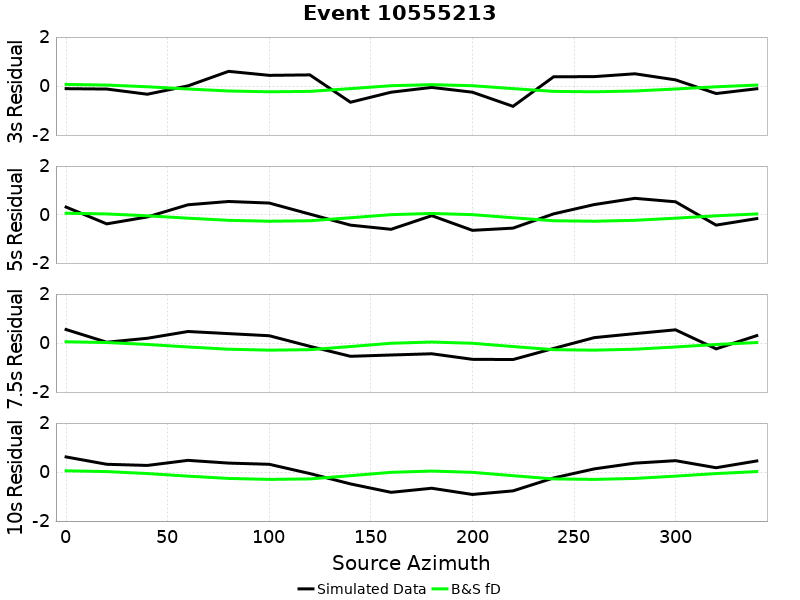 Event 10555213
3s Residual
2
0
-2
5s Residual
2
0
-2
7.5s Residual
2
0
-2
10s Residual
2
0
-2
0 50 100 150 200 250 300
Source Azimuth
Simulated Data B&S fD